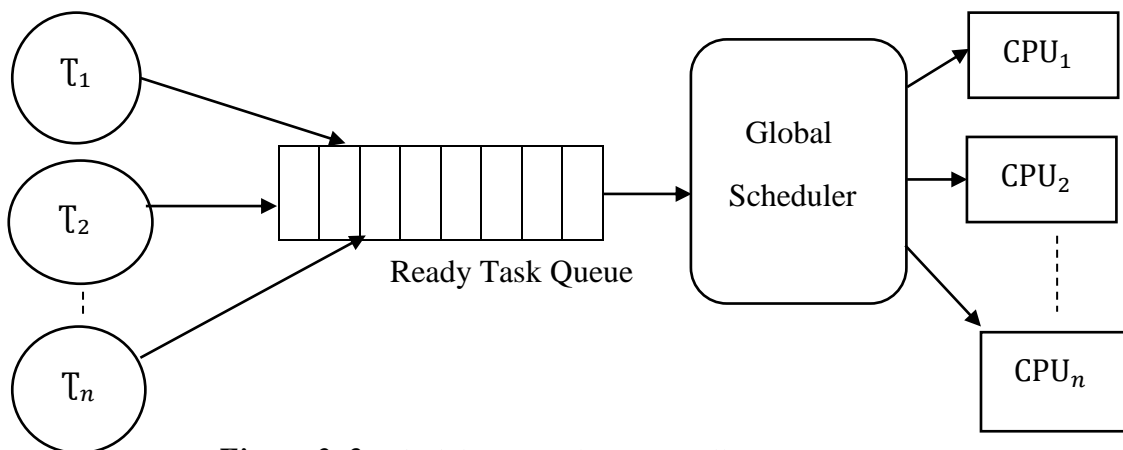 τ₁
τ₂
τₙ
Ready Task Queue
Global
Scheduler
CPU₁
CPU₂
CPUₙ